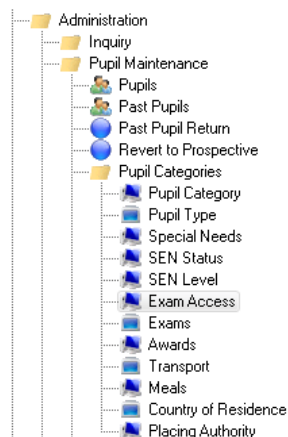 Administration
Inquiry
Pupil Maintenance
Pupils
Past Pupils
Past Pupil Return
Revert to Prospective
Pupil Categories
Pupil Category
Pupil Type
Special Needs
SEN Status
SEN Level
Exam Access
Exams
Awards
Transport
Meals
Country of Residence
Placing Authority